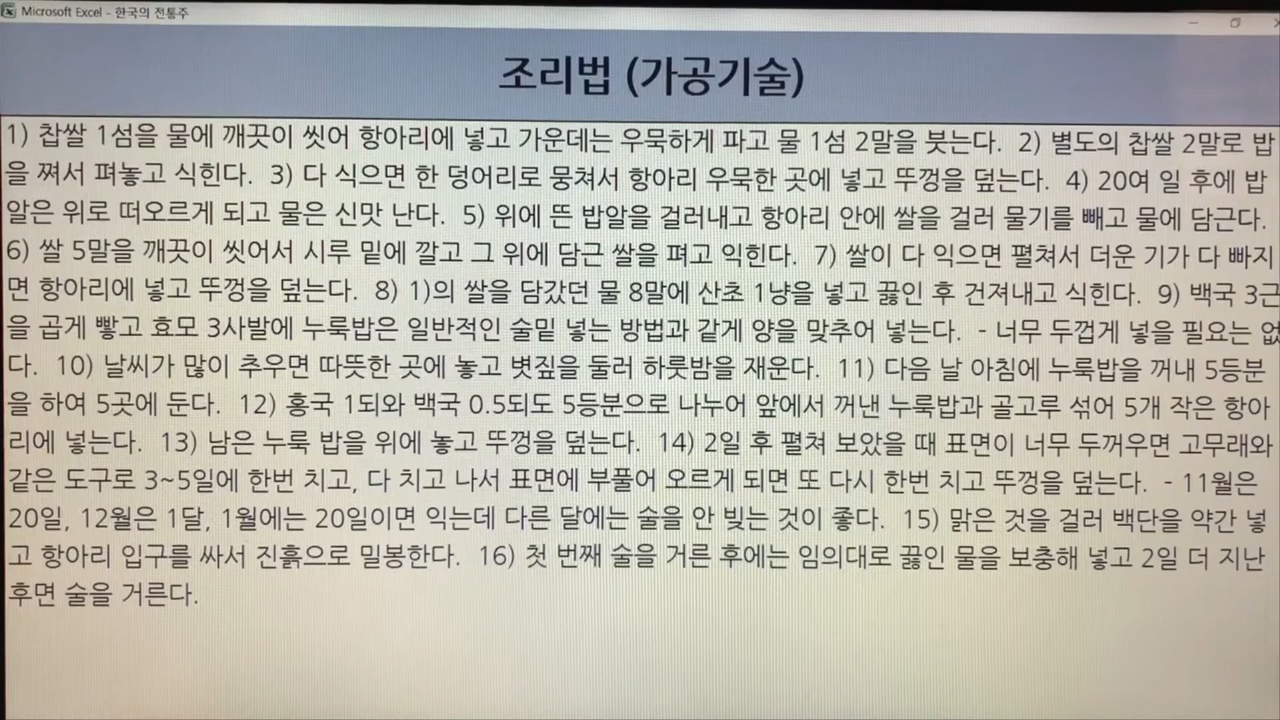 Microsoft Excel - 한국의 전통주
조리법 (가공기술)
1) 찹쌀 1섬을 물에 깨끗이 씻어 항아리에 넣고 가운데는 우묵하게 파고 물 1섬 2말을 붓는다. 2) 별도의 찹쌀 2말로 밥
을 쪄서 펴놓고 식힌다. 3) 다 식으면 한 덩어리로 뭉쳐서 항아리 우묵한 곳에 넣고 뚜껑을 덮는다. 4) 20여 일 후에 밥
알은 위로 떠오르게 되고 물은 신맛 난다. 5) 위에 뜬 밥알을 걸러내고 항아리 안에 쌀을 걸러 물기를 빼고 물에 담근다.
6) 쌀 5말을 깨끗이 씻어서 시루 밑에 깔고 그 위에 담근 쌀을 펴고 익힌다. 7) 쌀이 다 익으면 펼쳐서 더운 기가 다 빠지
면 항아리에 넣고 뚜껑을 덮는다. 8) 1)의 쌀을 담갔던 물 8말에 산초 1냥을 넣고 끓인 후 건져내고 식힌다. 9) 백국 3근
을 곱게 빻고 효모 3사발에 누룩밥은 일반적인 술밑 넣는 방법과 같게 양을 맞추어 넣는다. - 너무 두껍게 넣을 필요는 없
다. 10) 날씨가 많이 추우면 따뜻한 곳에 놓고 볏짚을 둘러 하룻밤을 재운다. 11) 다음 날 아침에 누룩밥을 꺼내 5등분
을 하여 5곳에 둔다. 12) 홍국 1되와 백국 0.5되도 5등분으로 나누어 앞에서 꺼낸 누룩밥과 골고루 섞어 5개 작은 항아
리에 넣는다. 13) 남은 누룩 밥을 위에 놓고 뚜껑을 덮는다. 14) 2일 후 펼쳐 보았을 때 표면이 너무 두꺼우면 고무래와
같은 도구로 3~5일에 한번 치고, 다 치고 나서 표면에 부풀어 오르게 되면 또 다시 한번 치고 뚜껑을 덮는다. - 11월은
20일, 12월은 1달, 1월에는 20일이면 익는데 다른 달에는 술을 안 빚는 것이 좋다. 15) 맑은 것을 걸러 백단을 약간 넣
고 항아리 입구를 싸서 진흙으로 밀봉한다. 16) 첫 번째 술을 거른 후에는 임의대로 끓인 물을 보충해 넣고 2일 더 지난
후면 술을 거른다.